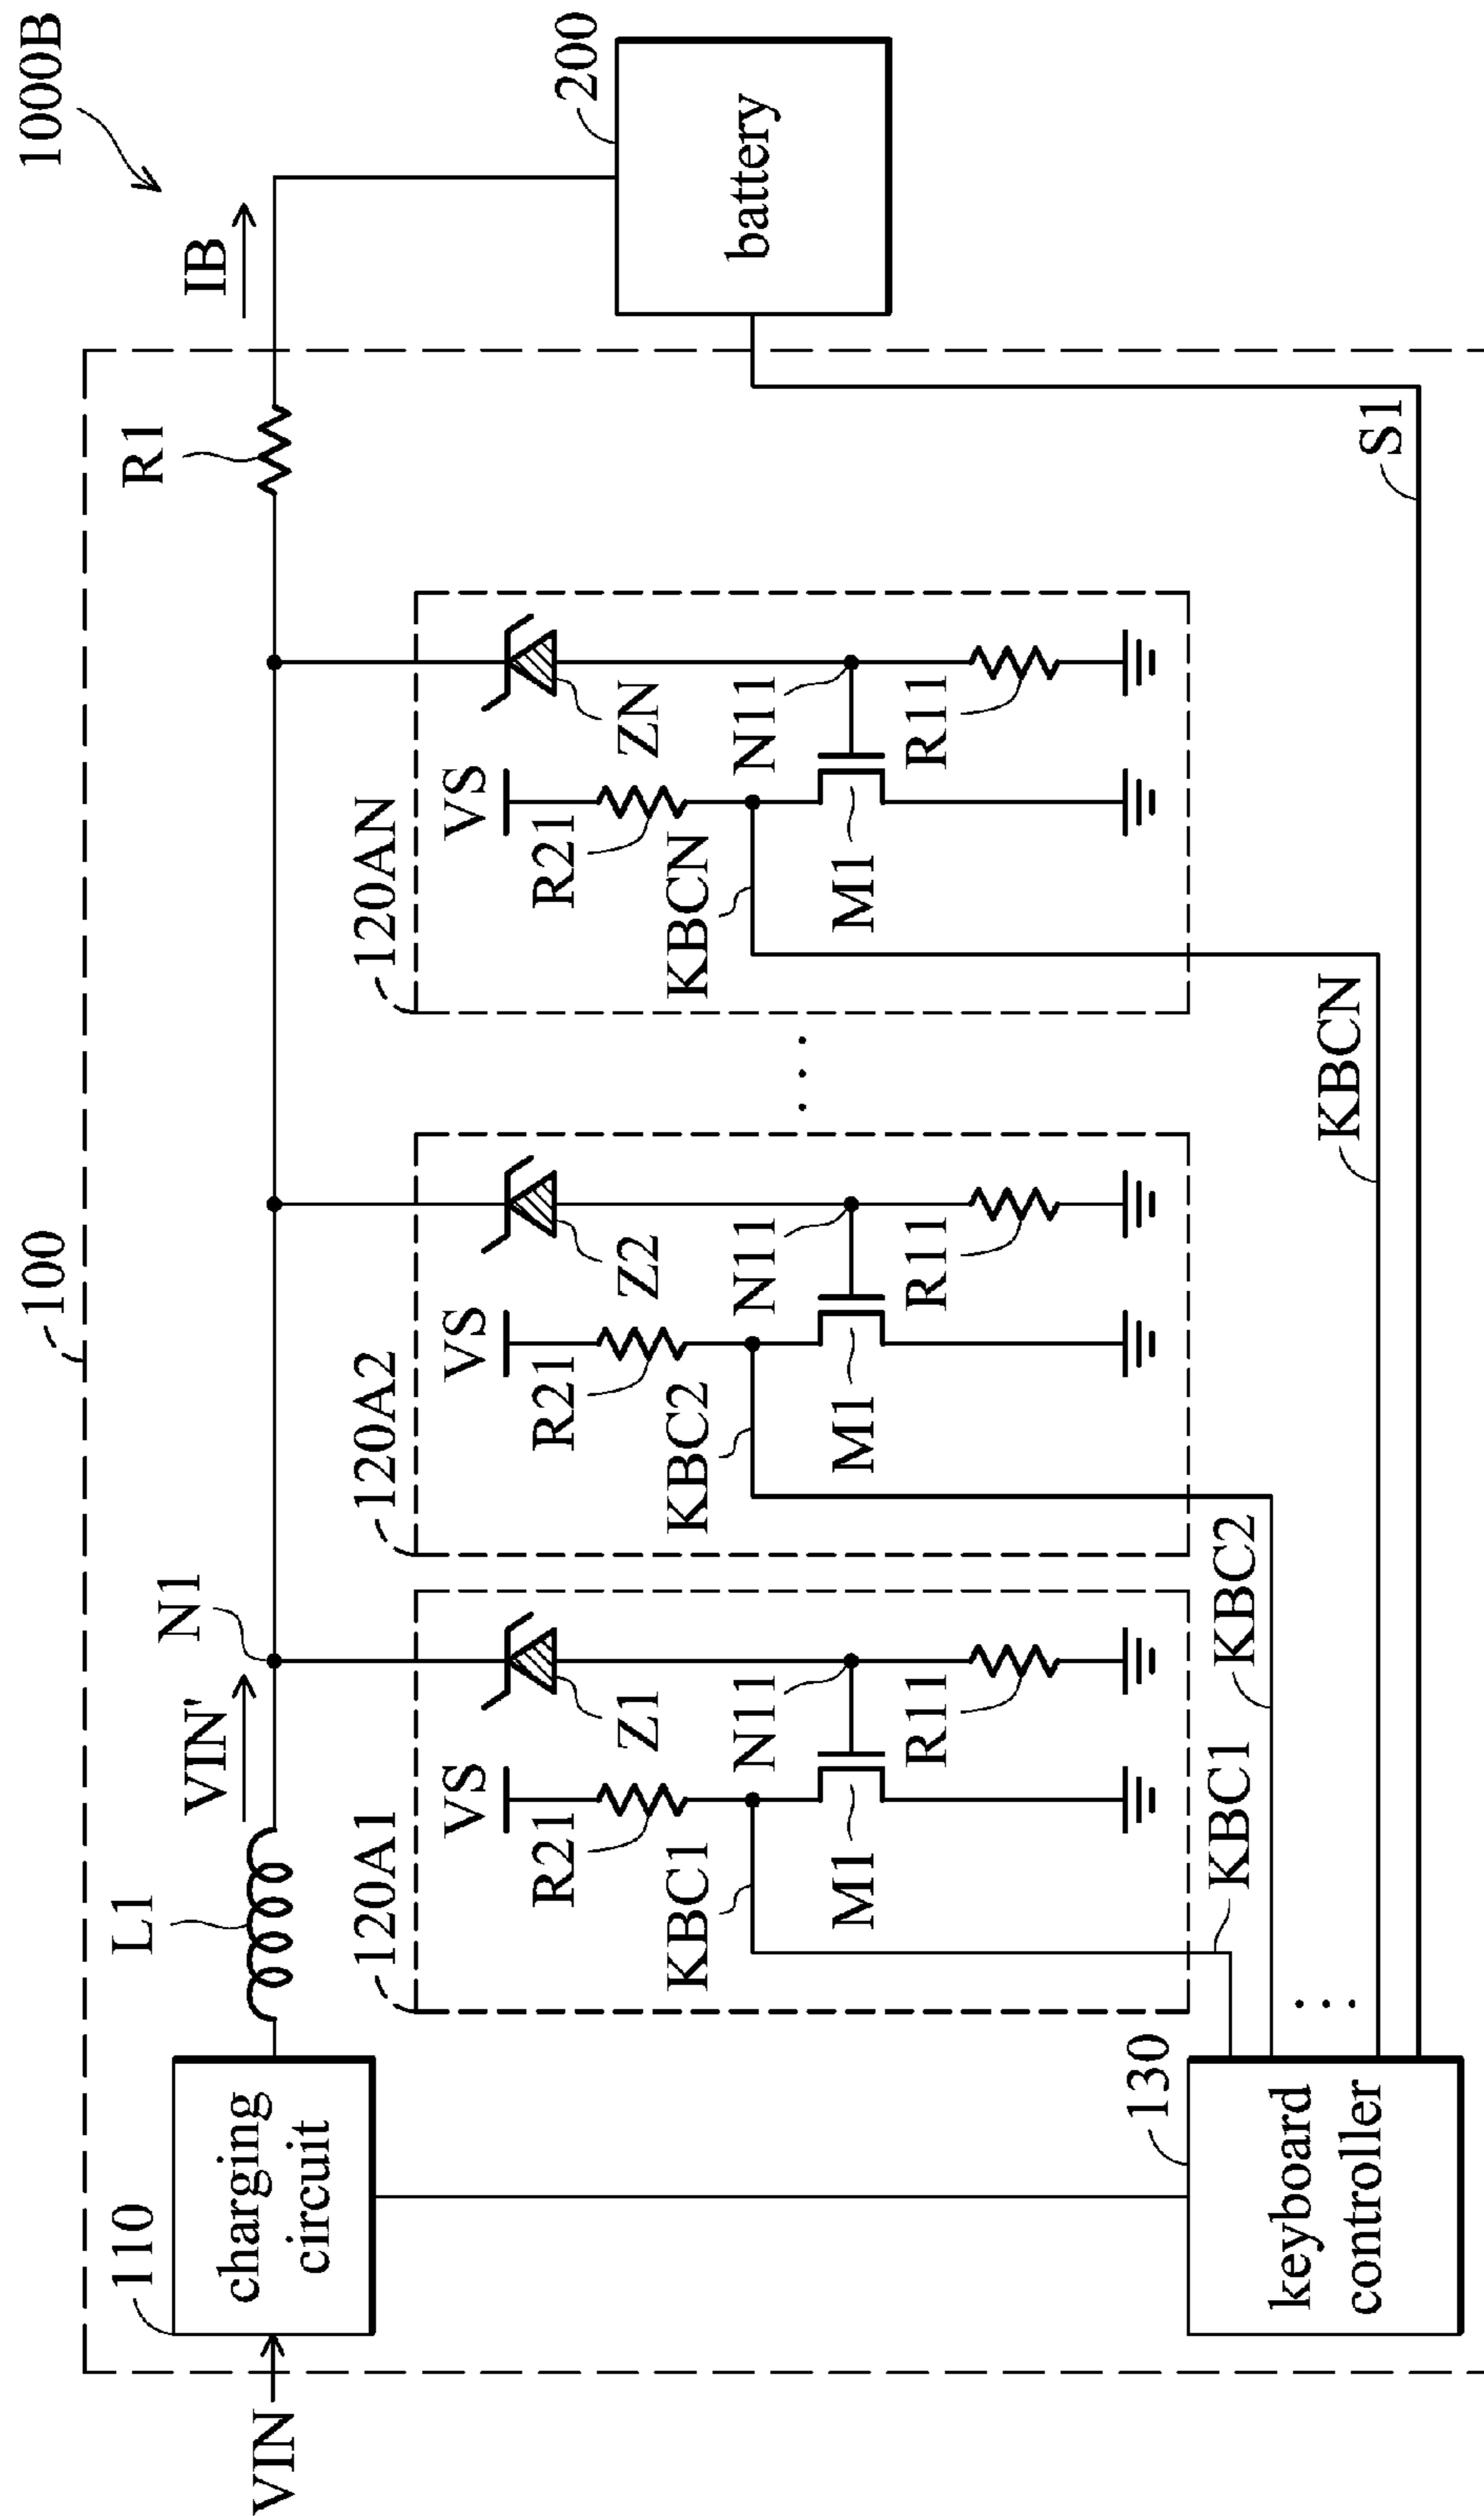 1000B
100
VIN
110
charging
circuit
L1
VIN'
N1
R1
IB
200
battery
120A1
VS
R21
Z1
KBC1
N11
M1
R11
120A2
VS
R21
Z2
KBC2
N11
M1
R11
120AN
VS
R21
ZN
KBCN
N11
M1
R11
. . .
130
keyboard
controller
KBC1
KBC2
. . .
KBCN
S1